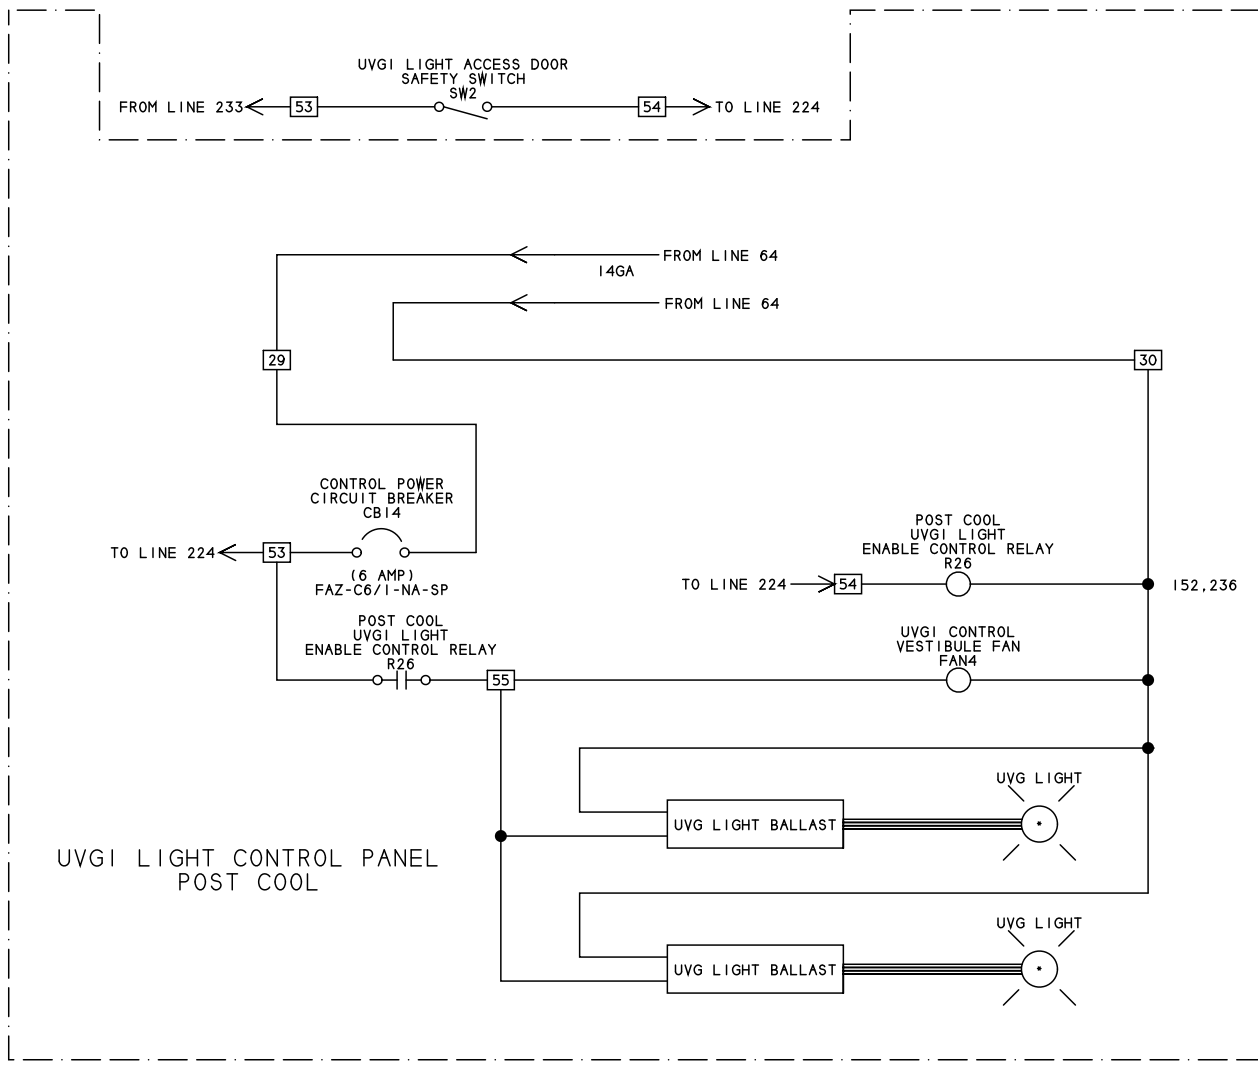 UVGI LIGHT ACCESS DOOR
SAFETY SWITCH
SW2
FROM LINE 233
53
54
TO LINE 224
FROM LINE 64
14GA
FROM LINE 64
29
30
CONTROL POWER
CIRCUIT BREAKER
CB14
TO LINE 224
53
(6 AMP)
FAZ-C6/1-NA-SP
POST COOL
UVGI LIGHT
ENABLE CONTROL RELAY
R26
TO LINE 224
54
152,236
POST COOL
UVGI LIGHT
ENABLE CONTROL RELAY
R26
55
UVGI CONTROL
VESTIBULE FAN
FAN4
UVG LIGHT
UVG LIGHT BALLAST
*
UVGI LIGHT CONTROL PANEL
POST COOL
UVG LIGHT
UVG LIGHT BALLAST
*